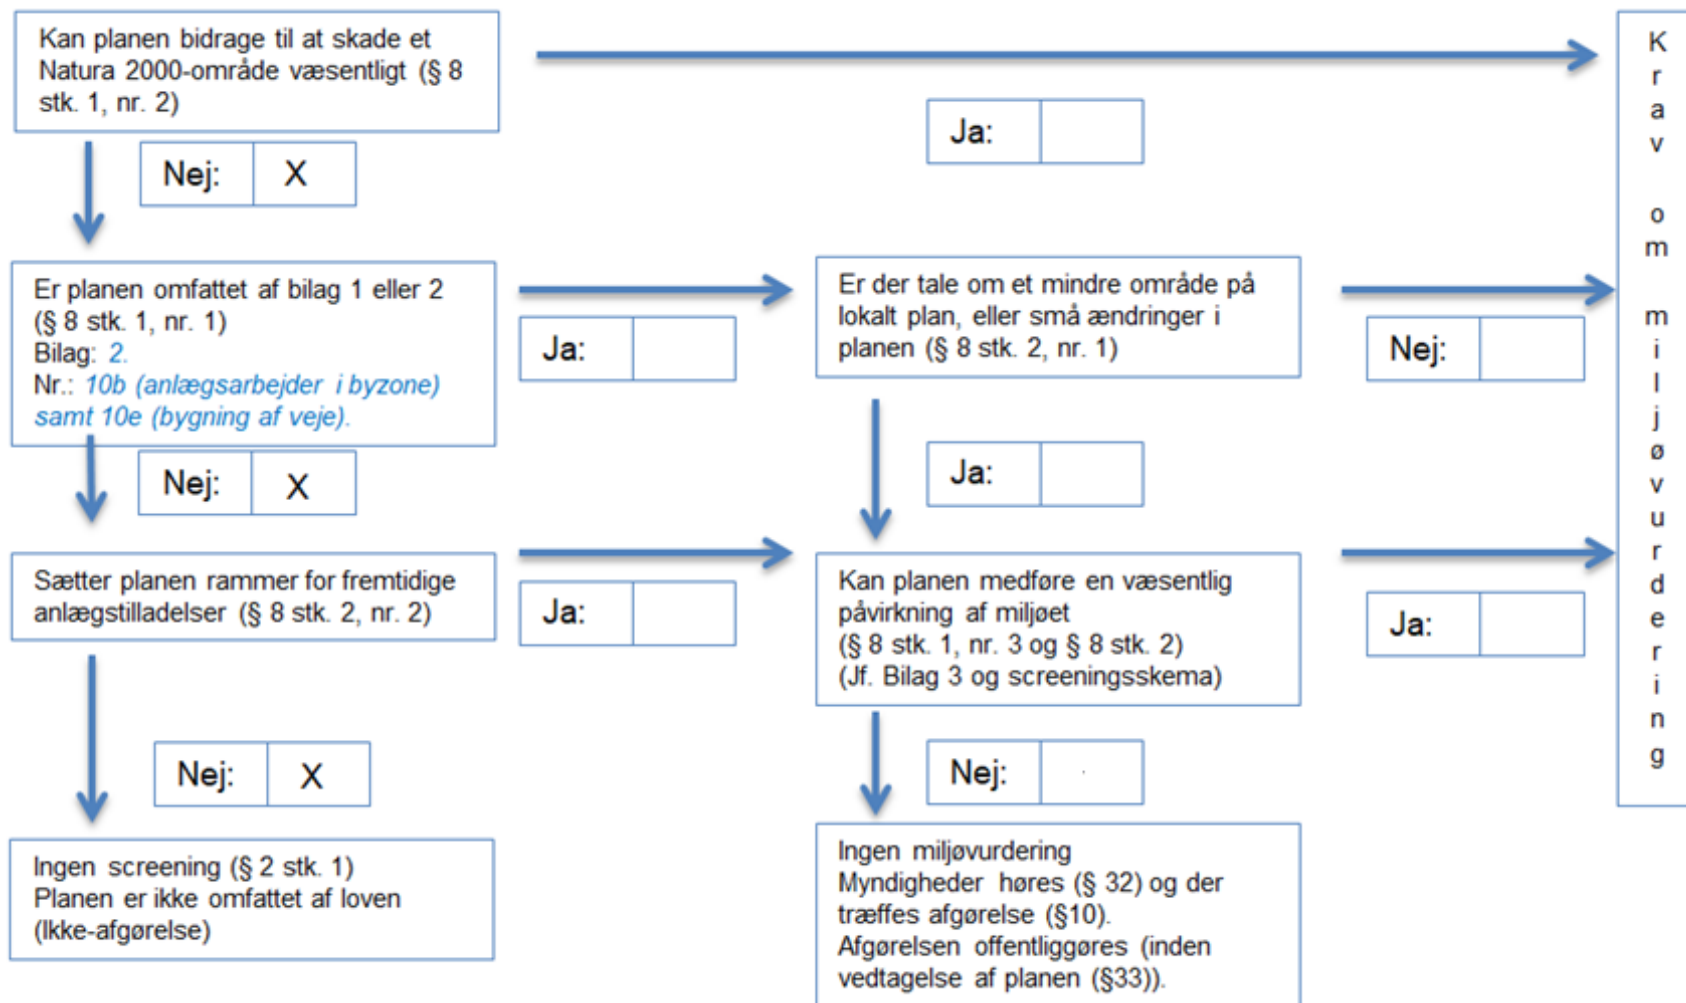 Kan planen bidrage til at skade et
Natura 2000-område væsentligt (§ 8
stk. 1, nr. 2)
Ja:
Nej: X
Er planen omfattet af bilag 1 eller 2
(§ 8 stk. 1, nr. 1)
Bilag: 2.
Nr.: 10b (anlægsarbejder i byzone)
samt 10e (bygning af veje).
Ja:
Er der tale om et mindre område på
lokalt plan, eller små ændringer i
planen (§ 8 stk. 2, nr. 1)
Nej:
Nej: X
Ja:
Sætter planen rammer for fremtidige
anlægstilladelser (§ 8 stk. 2, nr. 2)
Ja:
Kan planen medføre en væsentlig
påvirkning af miljøet
(§ 8 stk. 1, nr. 3 og § 8 stk. 2)
(Jf. Bilag 3 og screeningsskema)
Ja:
Nej: X
Nej:
Ingen screening (§ 2 stk. 1)
Planen er ikke omfattet af loven
(Ikke-afgørelse)
Ingen miljøvurdering
Myndigheder høres (§ 32) og der
træffes afgørelse (§10).
Afgørelsen offentliggøres (inden
vedtagelse af planen (§33)).
Krav om miljøvurdering